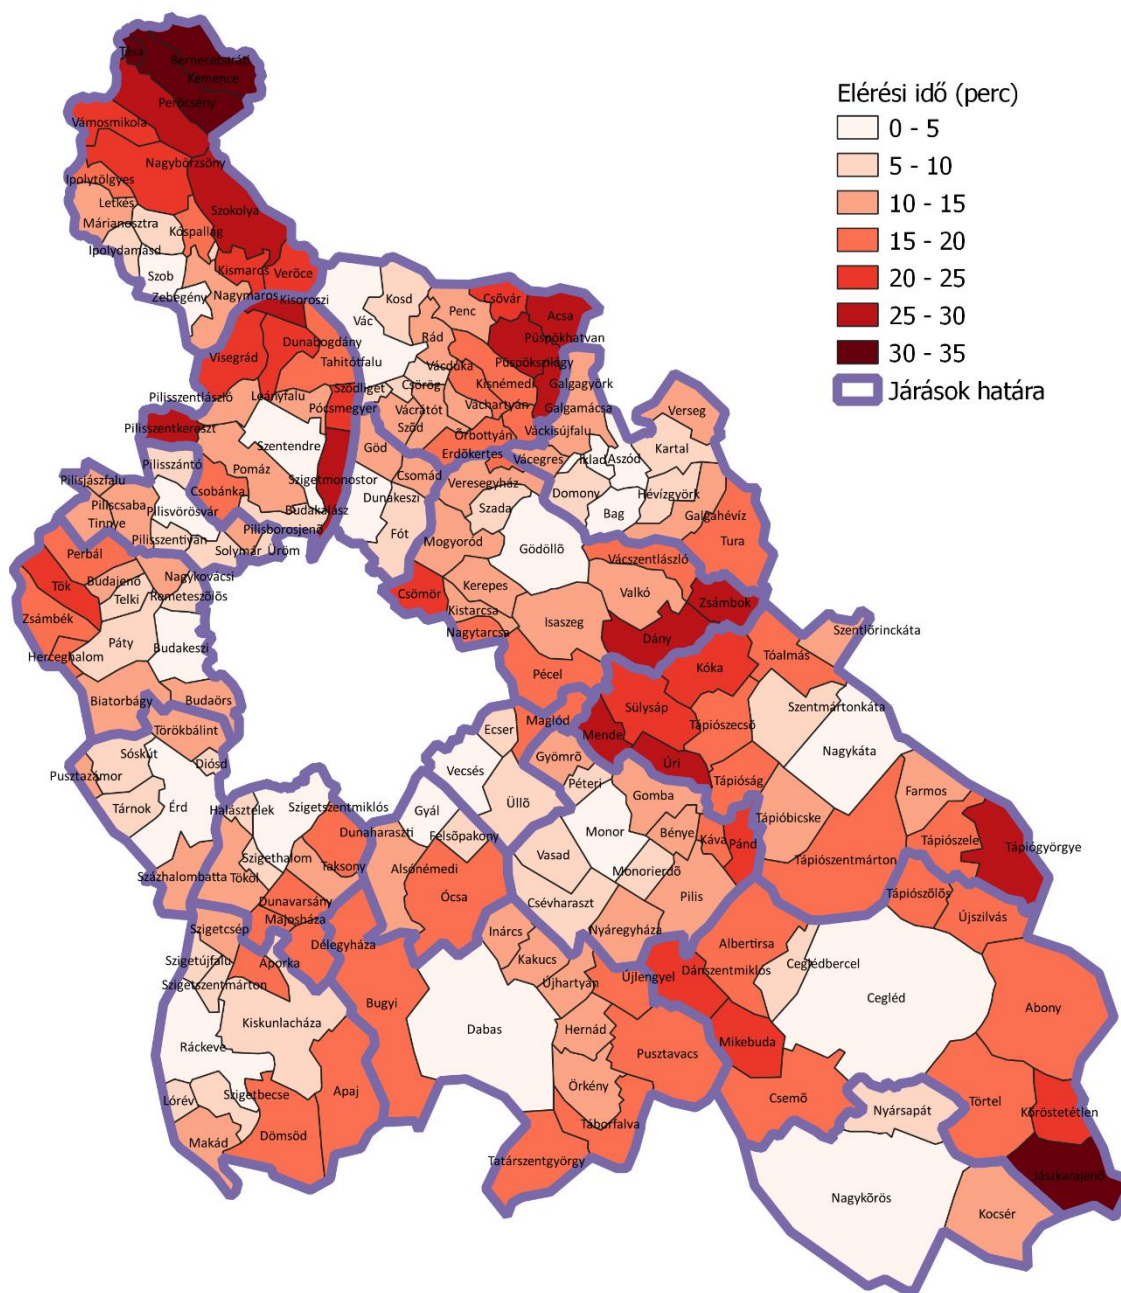 Elérési idő (perc)
0 - 5
5 - 10
10 - 15
15 - 20
20 - 25
25 - 30
30 - 35
Járások határa
Tésa
Bernecebaráti
Kemence
Perőcsény
Vámosmikola
Nagybörzsöny
Ipolytölgyes
Letkés
Szokolya
Márianosztra
Kóspallag
Ipolydamásd
Szob
Kismaros
Verőce
Zebegény
Nagymaros
Kisoroszi
Kosd
Penc
Csővár
Acsa
Vác
Rád
Püspökhatvan
Visegrád
Dunabogdány
Tahitótfalu
Vácduka
Püspökszilágy
Sződliget
Csörög
Kisnémedi
Galgagyörk
Pilisszentlászló
Leányfalu
Pócsmegyer
Vácrátót
Váchartyán
Galgamácsa
Verseg
Pilisszentkereszt
Sződ
Őrbottyán
Váckisújfalu
Szentendre
Göd
Erdőkertes
Vácegres
Iklad
Aszód
Kartal
Pilisszántó
Pomáz
Csomád
Veresegyház
Pilisjászfalu
Szigetmonostor
Domony
Hévízgyörk
Csobánka
Dunakeszi
Szada
Piliscsaba
Pilisvörösvár
Budakalász
Bag
Galgahévíz
Tinnye
Pilisborosjenő
Fót
Pilisszentiván
Mogyoród
Gödöllő
Tura
Perbál
Solymár
Üröm
Vácszentlászló
Nagykovácsi
Tök
Budajenő
Kerepes
Csömör
Valkó
Zsámbok
Telki
Remeteszőlős
Kistarcsa
Zsámbék
Isaszeg
Nagytarcsa
Szentlőrinckáta
Páty
Budakeszi
Dány
Herceghalom
Tóalmás
Kóka
Pécel
Biatorbágy
Budaörs
Sülysáp
Szentmártonkáta
Maglód
Törökbálint
Ecser
Mende
Tápiószecső
Sóskút
Gyömrő
Nagykáta
Diósd
Úri
Pusztazámor
Vecsés
Péteri
Tápióság
Gomba
Farmos
Tárnok
Érd
Halásztelek
Szigetszentmiklós
Gyál
Üllő
Tápióbicske
Dunaharaszti
Felsőpakony
Monor
Bénye
Káva
Pánd
Tápiószele
Szigethalom
Vasad
Tápiógyörgye
Százhalombatta
Tököl
Taksony
Alsónémedi
Monorierdő
Tápiószentmárton
Ócsa
Pilis
Dunavarsány
Csévharaszt
Tápiószőlős
Majosháza
Újszilvás
Szigetcsép
Délegyháza
Inárcs
Nyáregyháza
Albertirsa
Szigetújfalu
Aporka
Kakucs
Ceglédbercel
Szigetszentmárton
Újhartyán
Újlengyel
Dánszentmiklós
Cegléd
Bugyi
Abony
Kiskunlacháza
Dabas
Hernád
Mikebuda
Ráckeve
Pusztavacs
Örkény
Apaj
Csemő
Törtel
Lórév
Szigetbecse
Nyársapát
Kőröstetétlen
Táborfalva
Makád
Dömsöd
Tatárszentgyörgy
Jászkarajenő
Nagykőrös
Kocsér